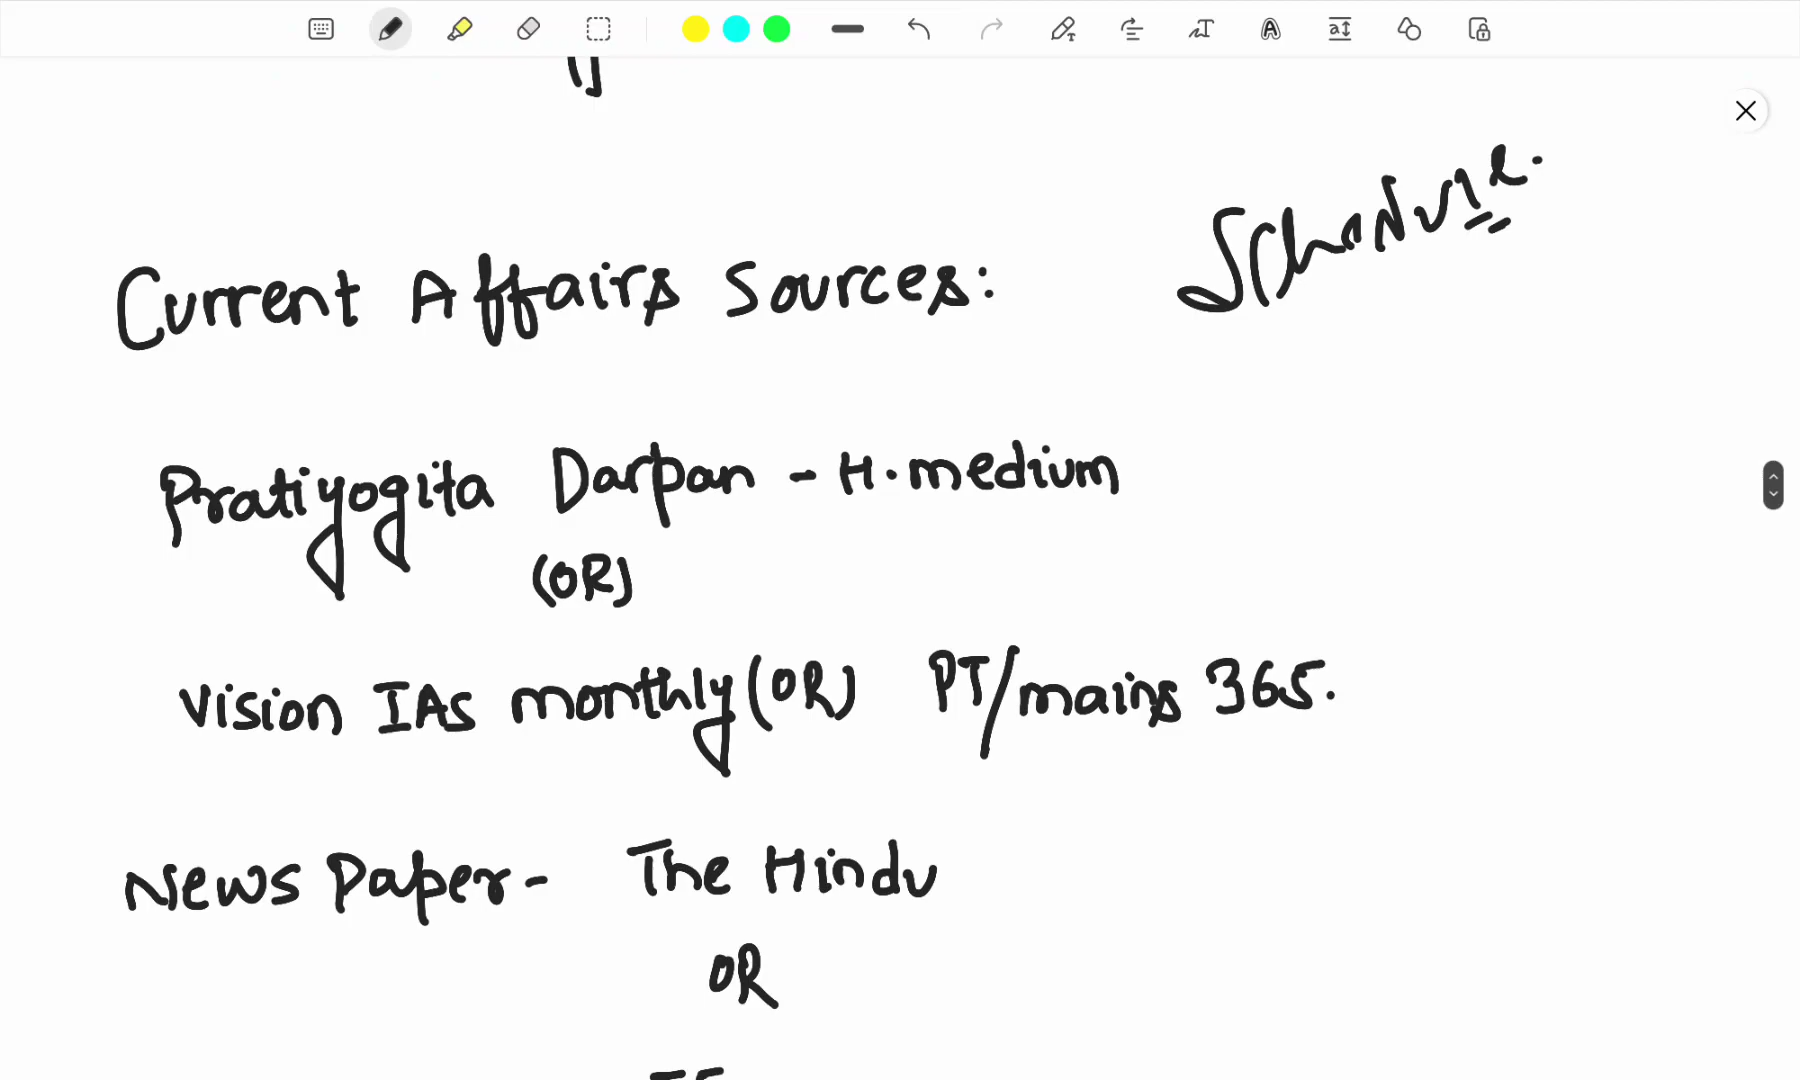 Schedule.
Current Affairs Sources:
Pratiyogita Darpan - H. medium
(OR)
Vision IAS monthly (OR) PT/mains 365.
News Paper - The Hindu
OR